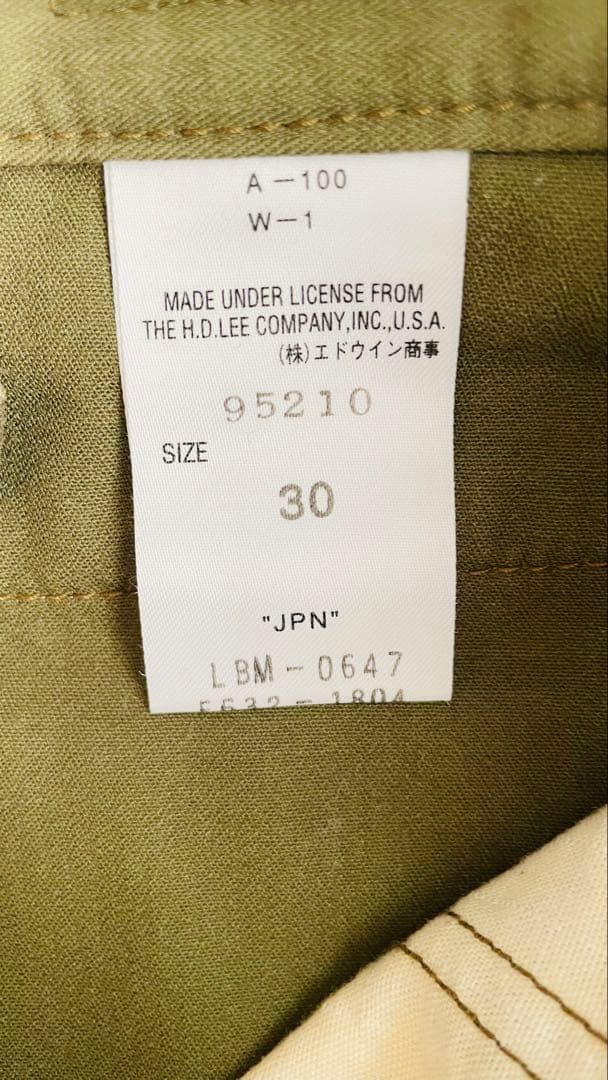 A-100
W-1
MADE UNDER LICENSE FROM
THE H.D.LEE COMPANY,INC.,U.S.A.
(株)エドウイン商事
95210
SIZE
30
"JPN"
LBM-0647